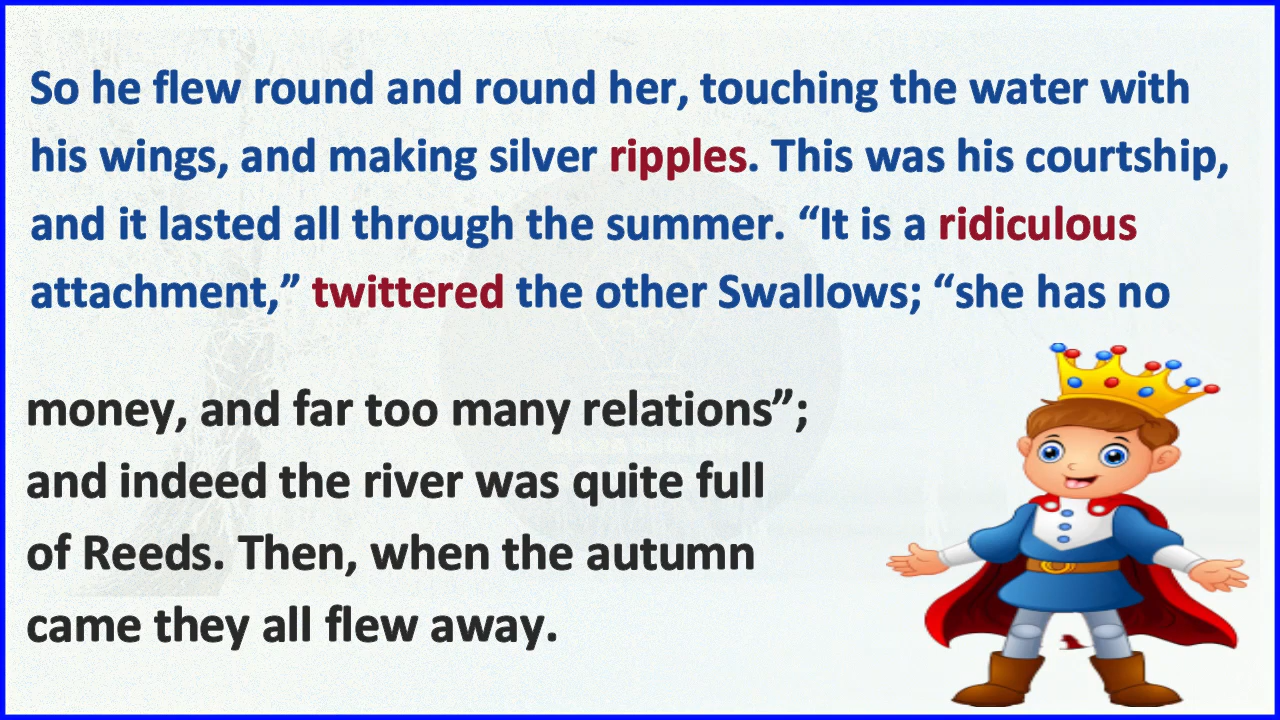 So he flew round and round her, touching the water with
his wings, and making silver ripples. This was his courtship,
and it lasted all through the summer. “It is a ridiculous
attachment,” twittered the other Swallows; “she has no
money, and far too many relations”;
and indeed the river was quite full
of Reeds. Then, when the autumn
came they all flew away.